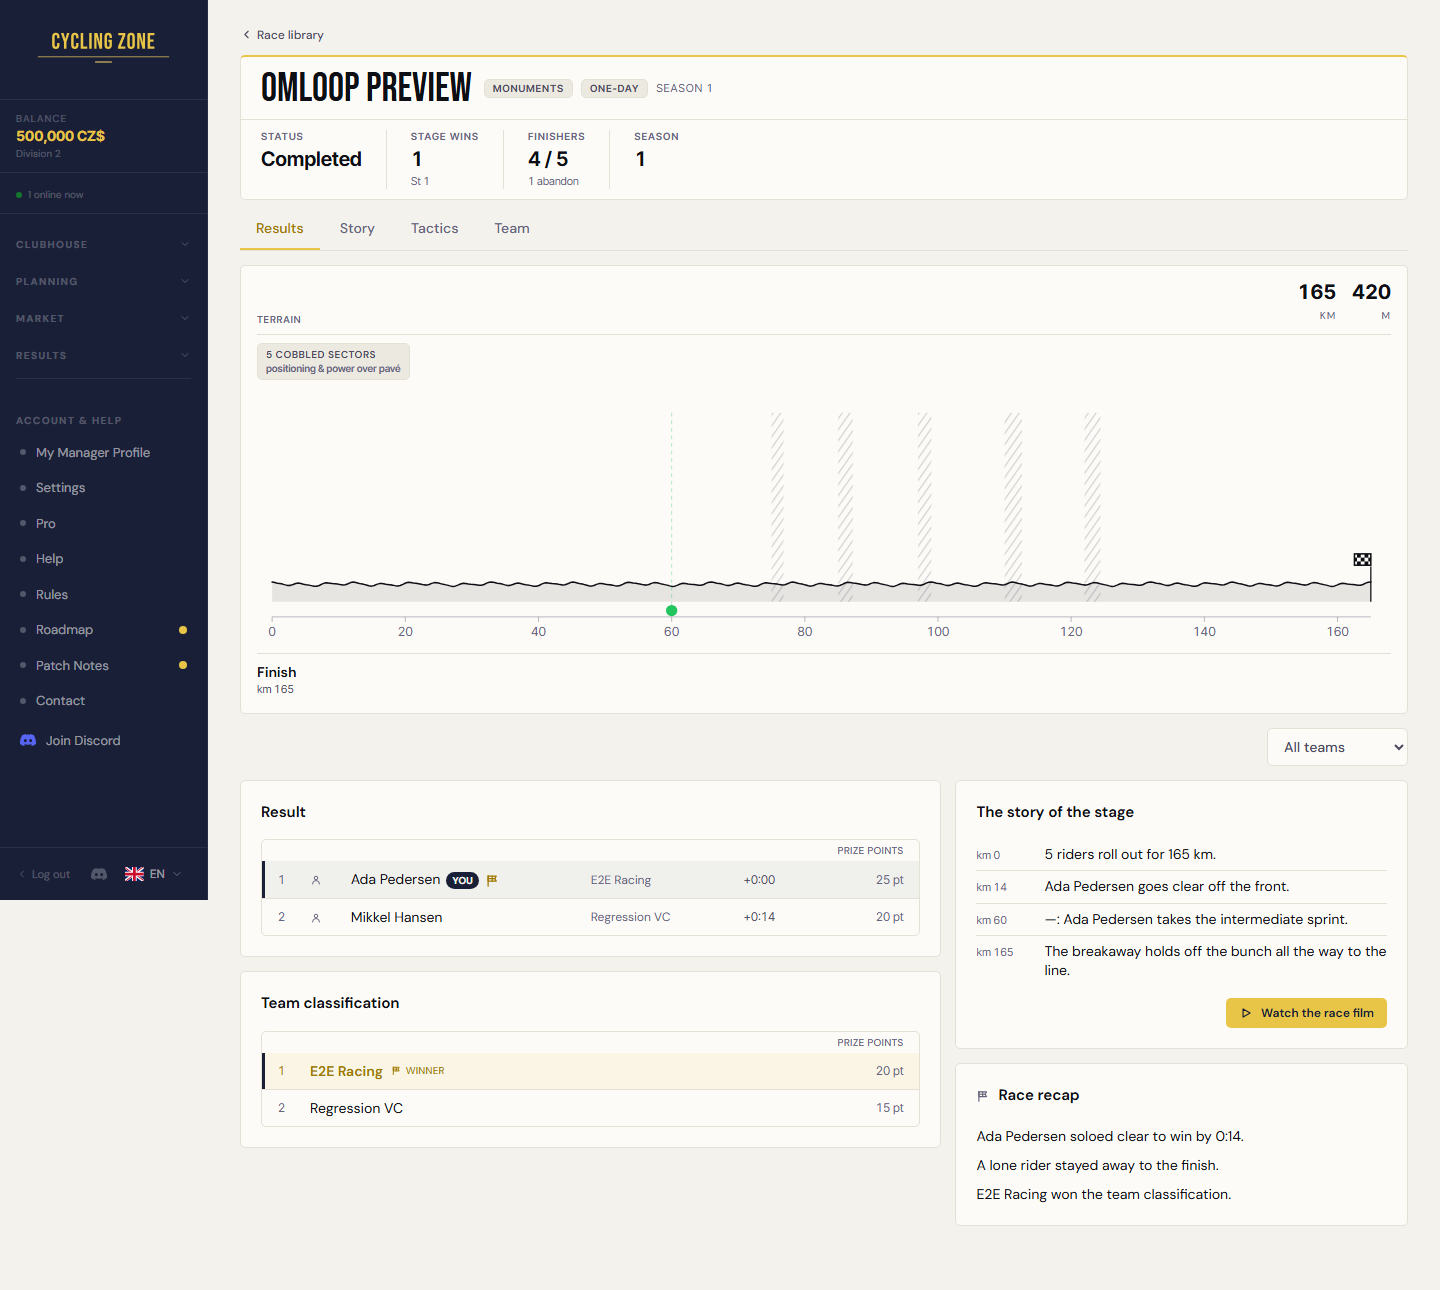 CYCLING ZONE
BALANCE
500,000 CZ$
Division 2
1 online now
CLUBHOUSE
PLANNING
MARKET
RESULTS
ACCOUNT & HELP
My Manager Profile
Settings
Pro
Help
Rules
Roadmap
Patch Notes
Contact
Join Discord
Log out
EN
Race library
OMLOOP PREVIEW
MONUMENTS
ONE-DAY
SEASON 1
STATUS
Completed
STAGE WINS
1
St 1
FINISHERS
4 / 5
1 abandon
SEASON
1
Results
Story
Tactics
Team
165
KM
420
M
TERRAIN
5 COBBLED SECTORS
positioning & power over pavé
0 20 40 60 80 100 120 140 160
Finish
km 165
All teams
Result
PRIZE POINTS
1 Ada Pedersen YOU E2E Racing +0:00 25 pt
2 Mikkel Hansen Regression VC +0:14 20 pt
Team classification
PRIZE POINTS
1 E2E Racing WINNER 20 pt
2 Regression VC 15 pt
The story of the stage
km 0 5 riders roll out for 165 km.
km 14 Ada Pedersen goes clear off the front.
km 60 —: Ada Pedersen takes the intermediate sprint.
km 165 The breakaway holds off the bunch all the way to the
line.
Watch the race film
Race recap
Ada Pedersen soloed clear to win by 0:14.
A lone rider stayed away to the finish.
E2E Racing won the team classification.